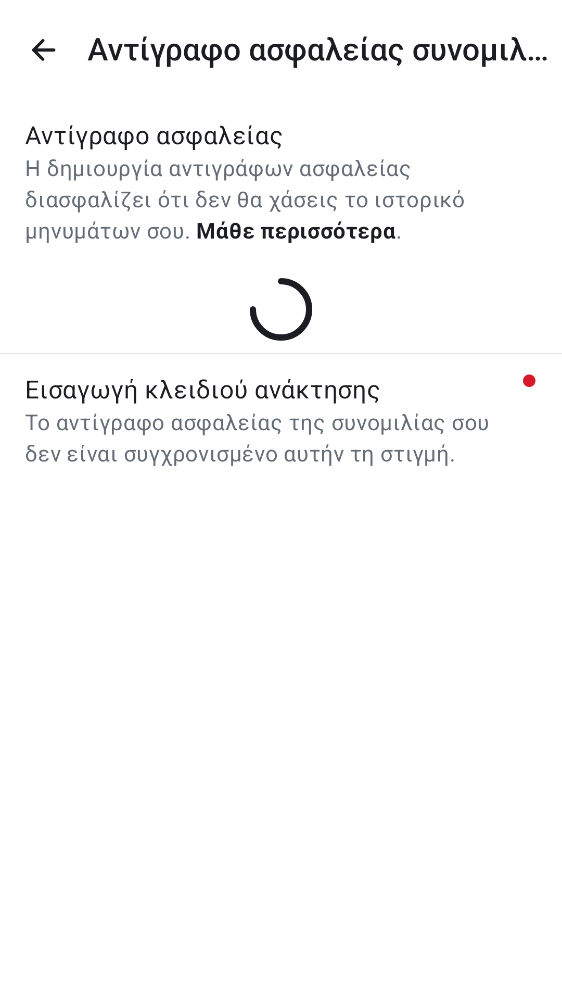 Αντίγραφο ασφαλείας συνομιλ...
Αντίγραφο ασφαλείας
Η δημιουργία αντιγράφων ασφαλείας
διασφαλίζει ότι δεν θα χάσεις το ιστορικό
μηνυμάτων σου. Μάθε περισσότερα.
Εισαγωγή κλειδιού ανάκτησης
Το αντίγραφο ασφαλείας της συνομιλίας σου
δεν είναι συγχρονισμένο αυτήν τη στιγμή.